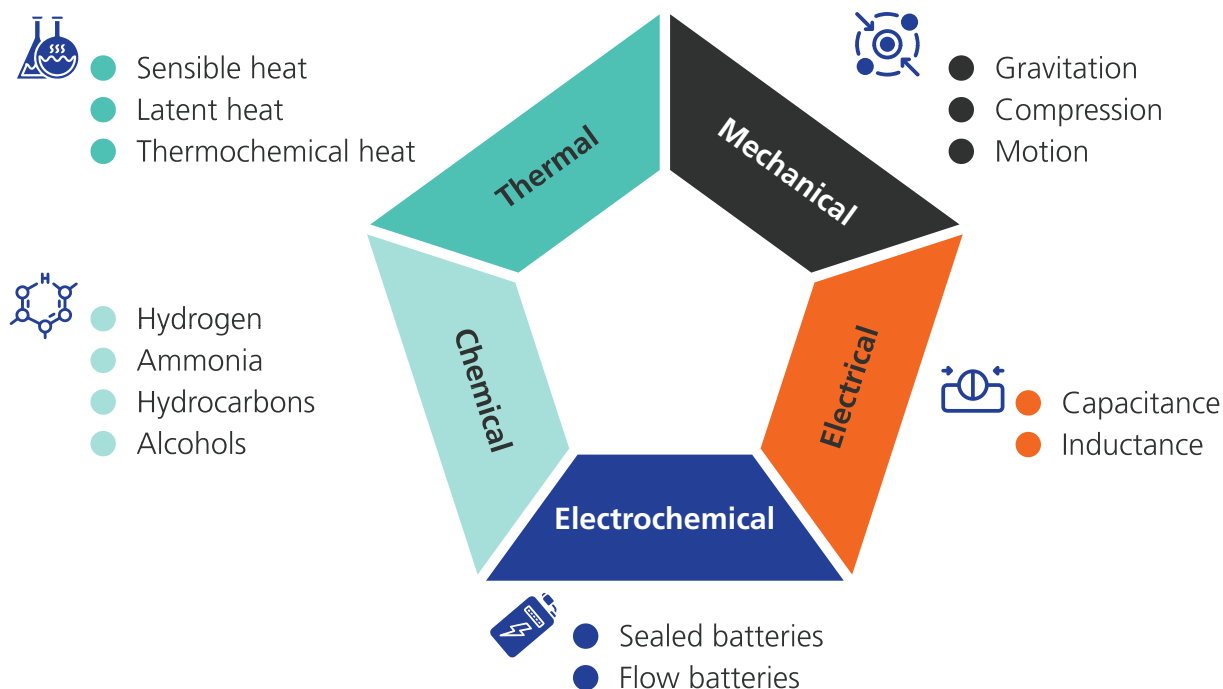 Thermal
Sensible heat
Latent heat
Thermochemical heat
Mechanical
Gravitation
Compression
Motion
Chemical
H
Hydrogen
Ammonia
Hydrocarbons
Alcohols
Electrical
Capacitance
Inductance
Electrochemical
Sealed batteries
Flow batteries